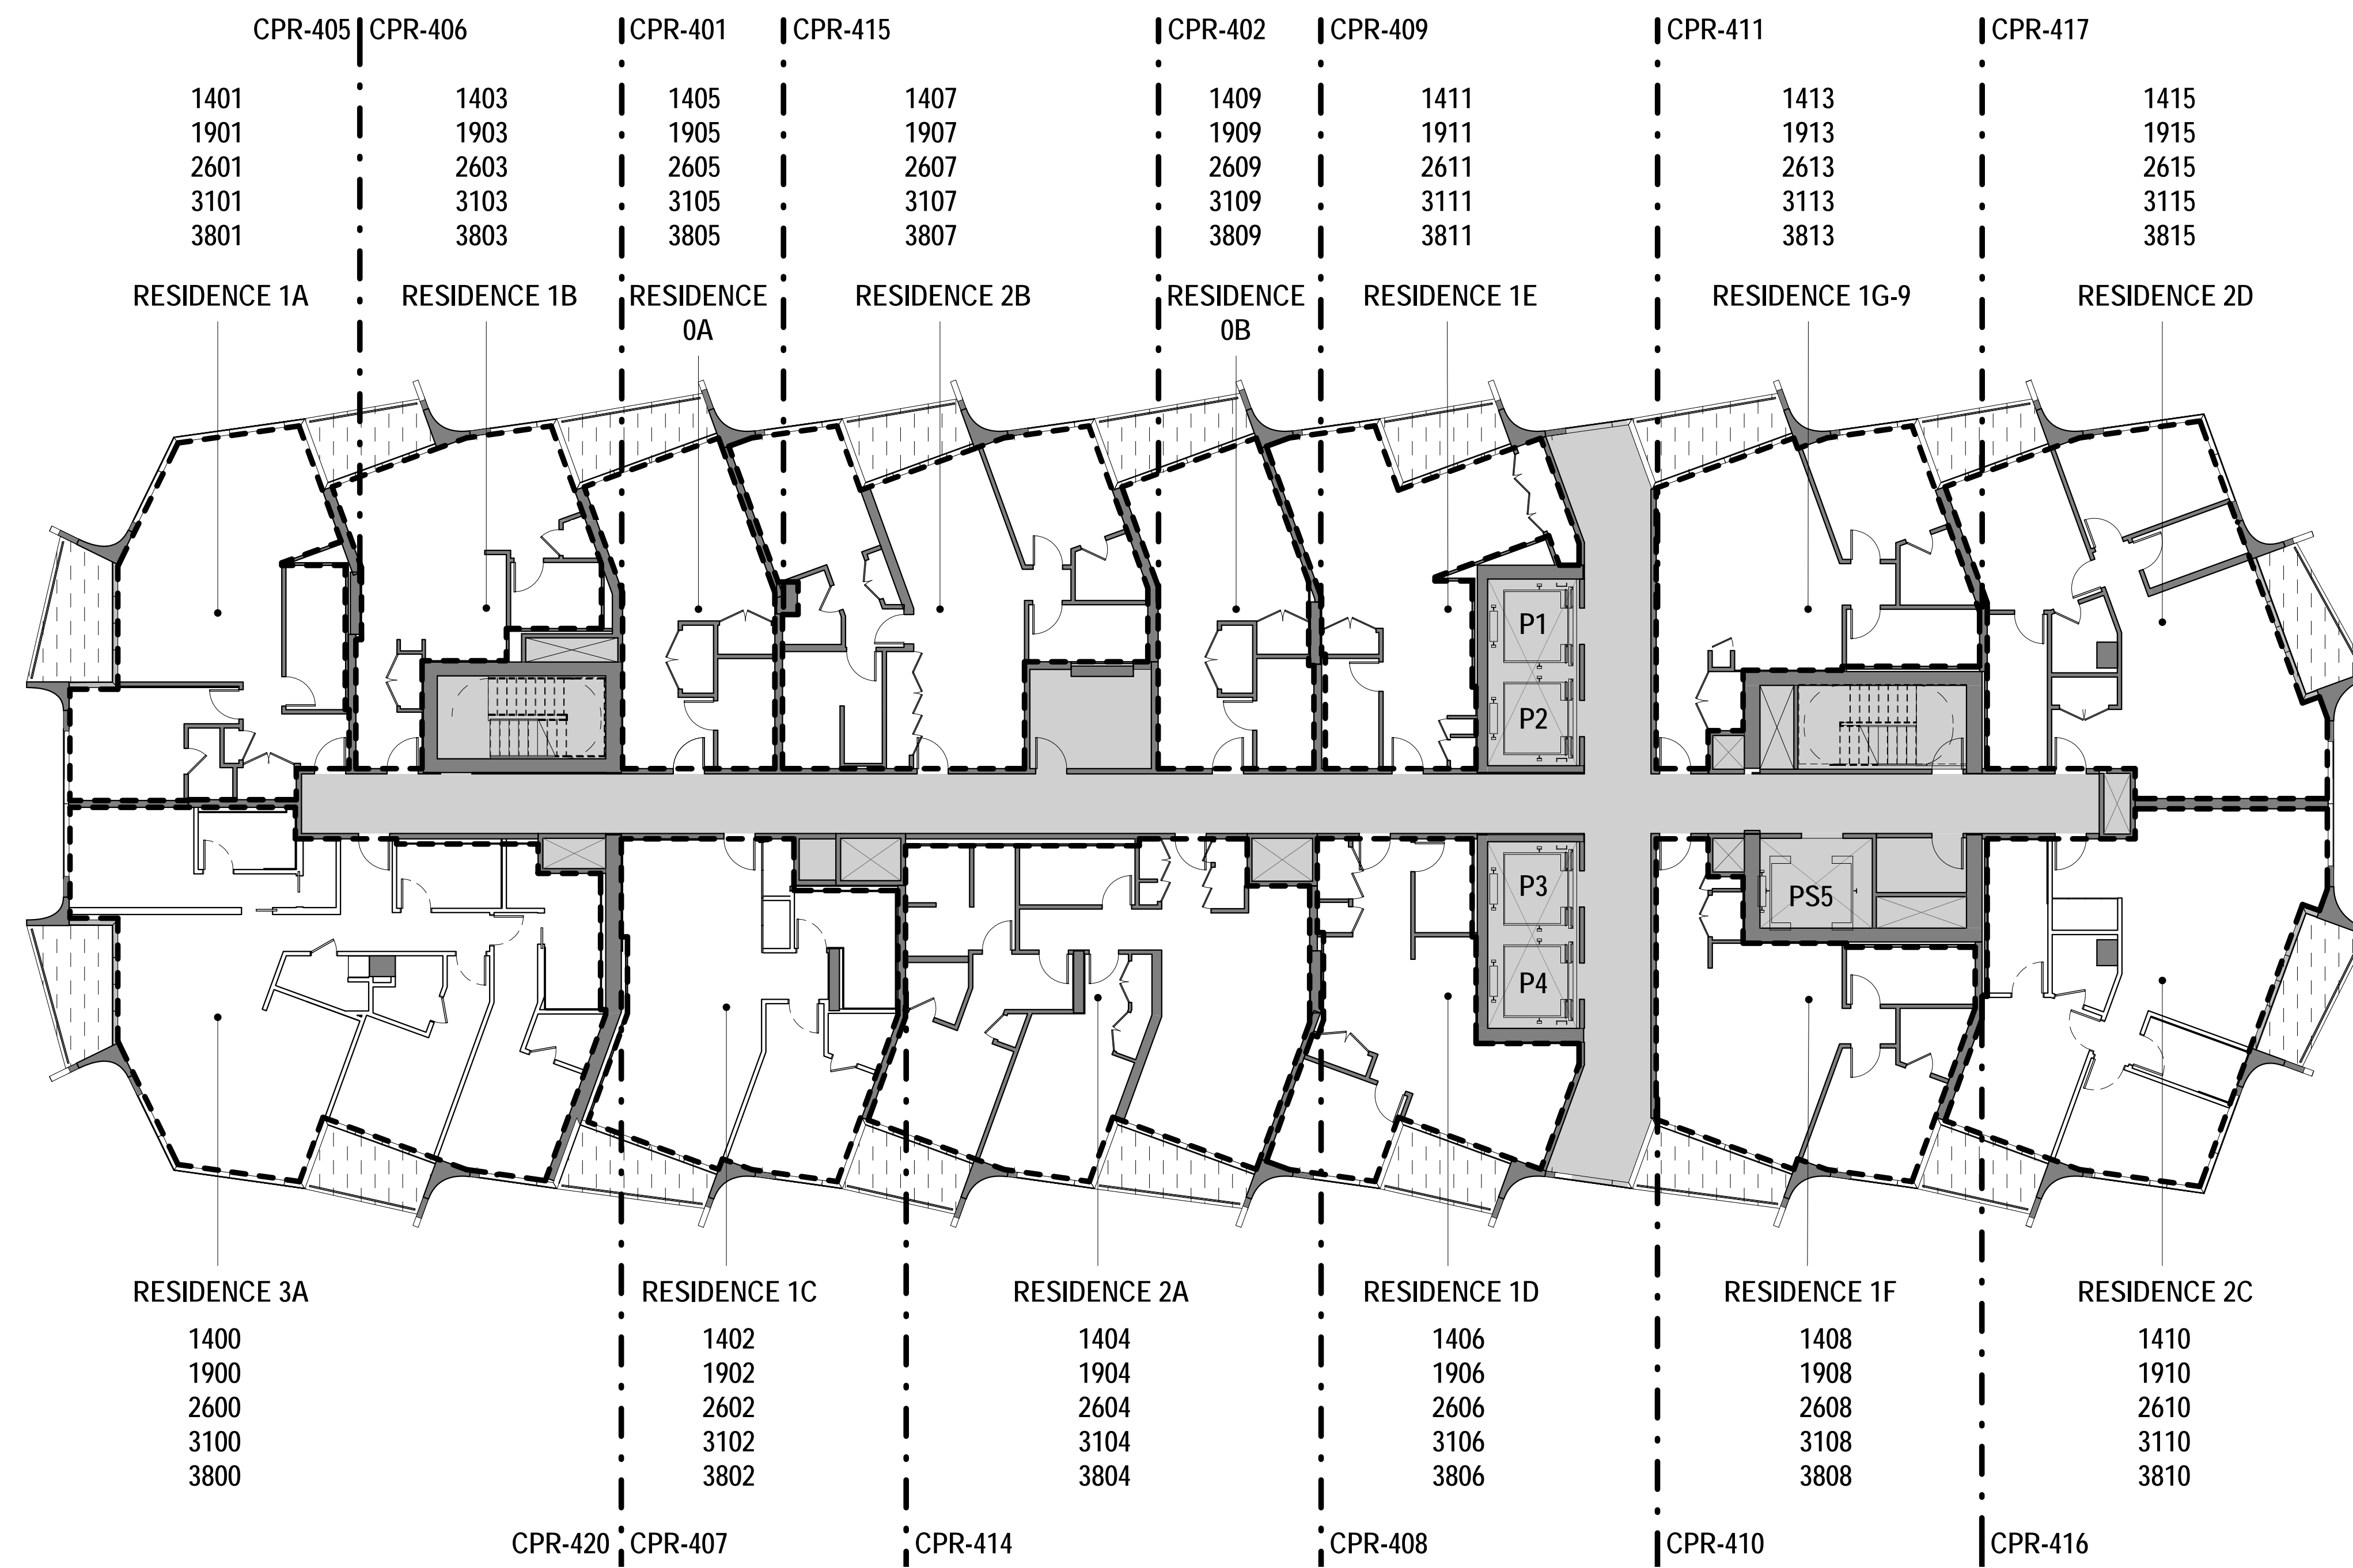 CPR-405
CPR-406
CPR-401
CPR-415
CPR-402
CPR-409
CPR-411
CPR-417
1401
1901
2601
3101
3801
RESIDENCE 1A
1403
1903
2603
3103
3803
RESIDENCE 1B
1405
1905
2605
3105
3805
RESIDENCE
0A
1407
1907
2607
3107
3807
RESIDENCE 2B
1409
1909
2609
3109
3809
RESIDENCE
0B
1411
1911
2611
3111
3811
RESIDENCE 1E
1413
1913
2613
3113
3813
RESIDENCE 1G-9
1415
1915
2615
3115
3815
RESIDENCE 2D
P1
P2
P3
P4
PS5
RESIDENCE 3A
1400
1900
2600
3100
3800
RESIDENCE 1C
1402
1902
2602
3102
3802
RESIDENCE 2A
1404
1904
2604
3104
3804
RESIDENCE 1D
1406
1906
2606
3106
3806
RESIDENCE 1F
1408
1908
2608
3108
3808
RESIDENCE 2C
1410
1910
2610
3110
3810
CPR-420
CPR-407
CPR-414
CPR-408
CPR-410
CPR-416